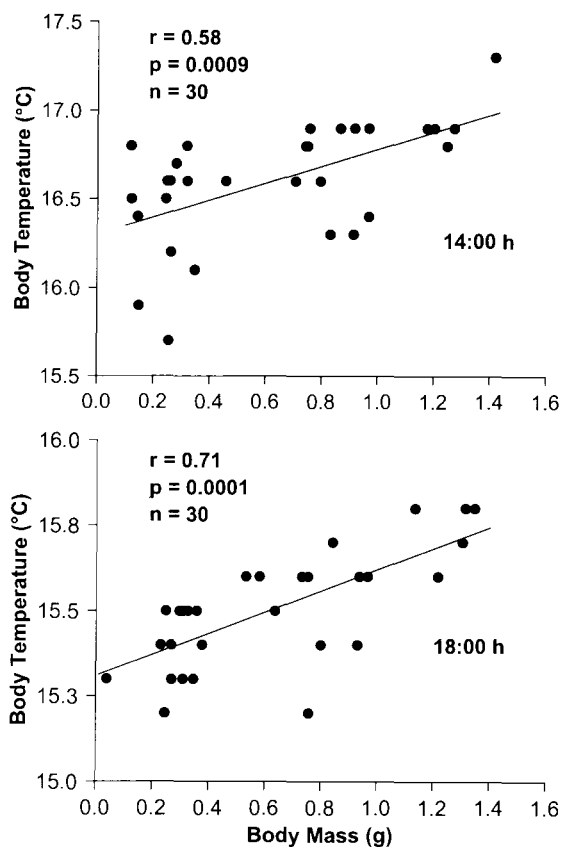 17.5
r = 0.58
p = 0.0009
n = 30
17.0
16.5
16.0
15.5
Body Temperature (°C)
14:00 h
0.0 0.2 0.4 0.6 0.8 1.0 1.2 1.4 1.6
16.0
r = 0.71
p = 0.0001
n = 30
15.8
15.5
15.3
15.0
Body Temperature (°C)
18:00 h
0.0 0.2 0.4 0.6 0.8 1.0 1.2 1.4 1.6
Body Mass (g)